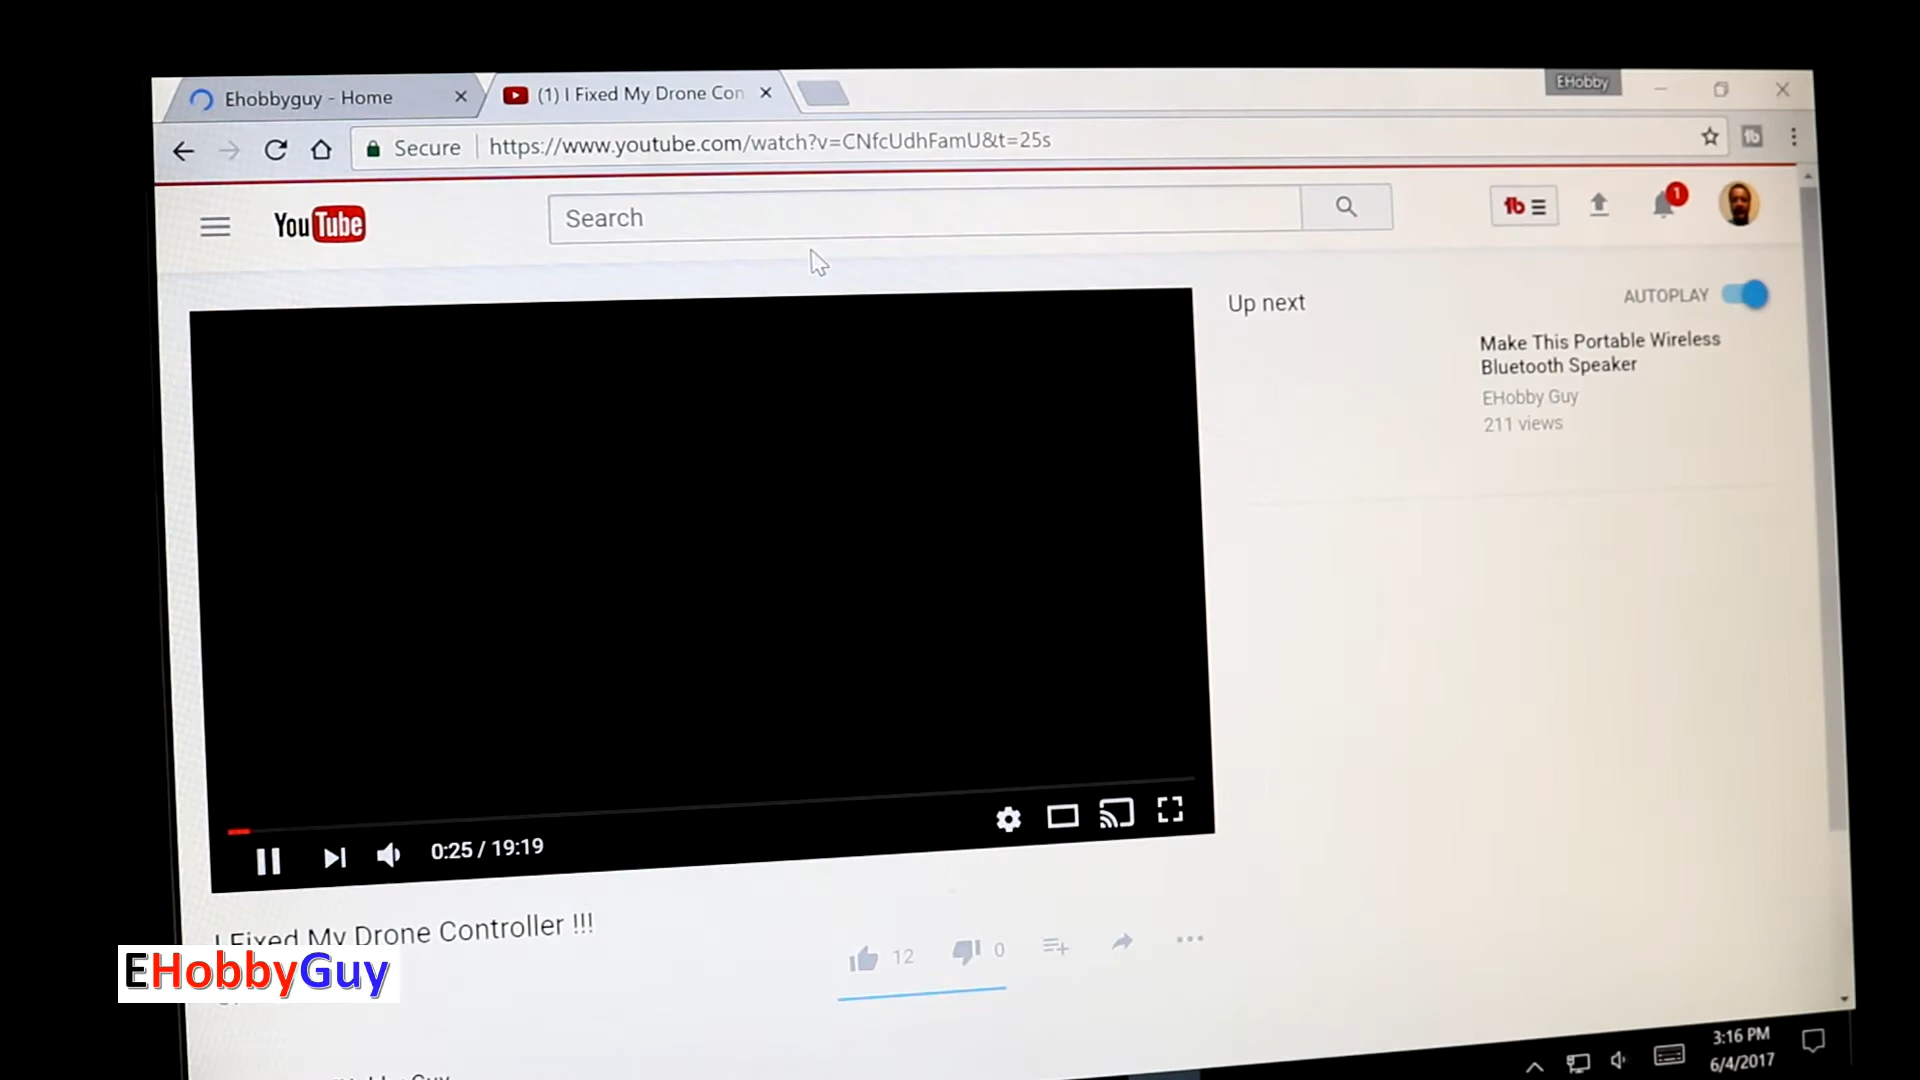 EHobby
Ehobbyguy - Home
(1) I Fixed My Drone Con
Secure
https://www.youtube.com/watch?v=CNfcUdhFamU&t=25s
YouTube
Search
1
Up next
AUTOPLAY
Make This Portable Wireless
Bluetooth Speaker
EHobby Guy
211 views
0:25 / 19:19
I Fixed My Drone Controller !!!
12
0
EHobbyGuy
3:16 PM
6/4/2017